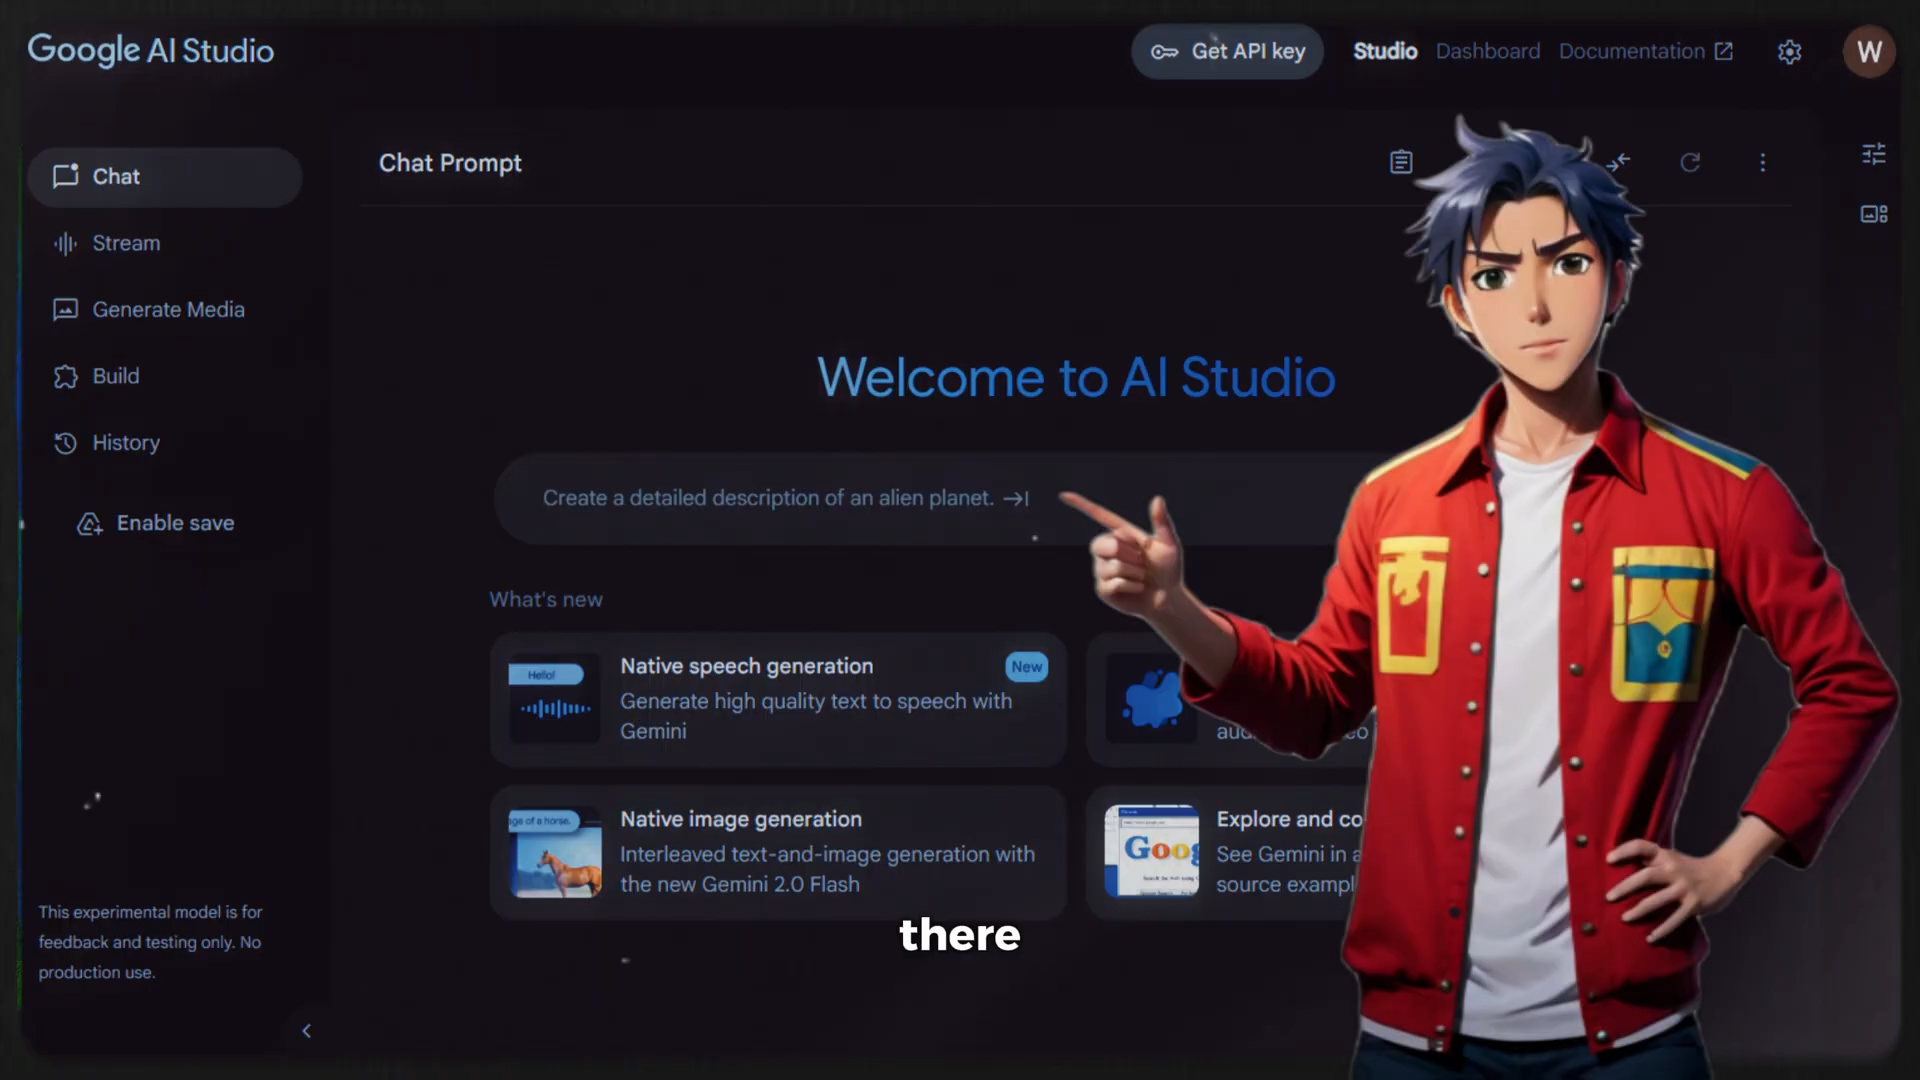 Google AI Studio
Get API key
Studio
Dashboard
Documentation
W
Chat
Stream
Generate Media
Build
History
Enable save
This experimental model is for
feedback and testing only. No
production use.
Chat Prompt
Welcome to AI Studio
Create a detailed description of an alien planet.
What's new
Hello!
Native speech generation
New
Generate high quality text to speech with
Gemini
of a horse.
Native image generation
Interleaved text-and-image generation with
the new Gemini 2.0 Flash
Goog
Explore and co
See Gemini in a
source exampl
there